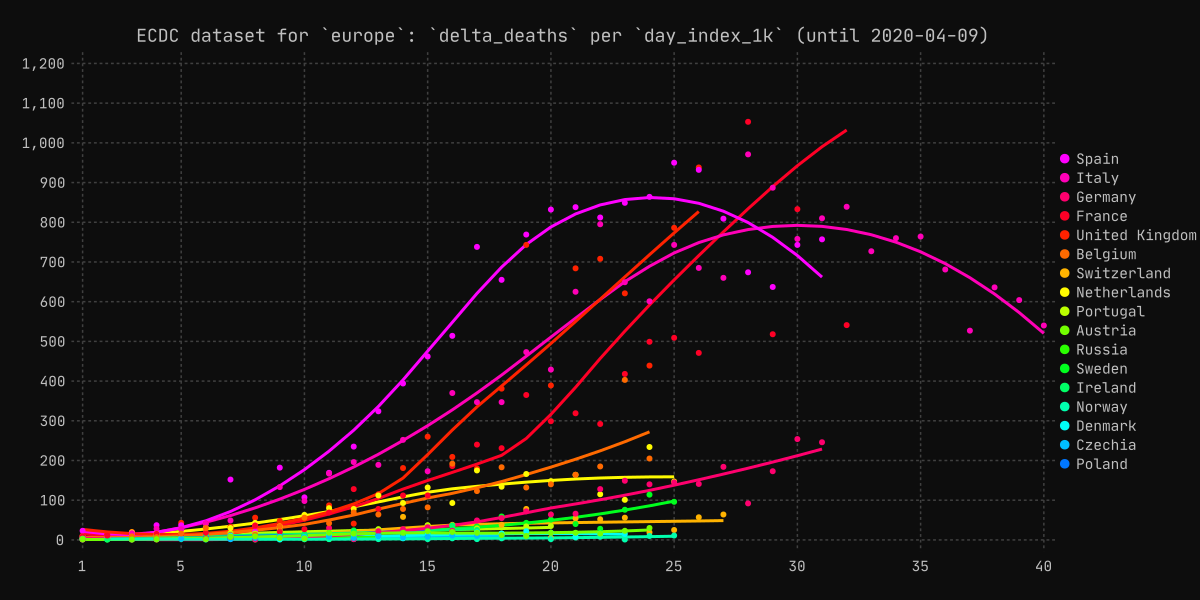 ECDC dataset for `europe`: `delta_deaths` per `day_index_1k` (until 2020-04-09)
1,200
1,100
1,000
900
800
700
600
500
400
300
200
100
0
1 5 10 15 20 25 30 35 40
Spain
Italy
Germany
France
United Kingdom
Belgium
Switzerland
Netherlands
Portugal
Austria
Russia
Sweden
Ireland
Norway
Denmark
Czechia
Poland